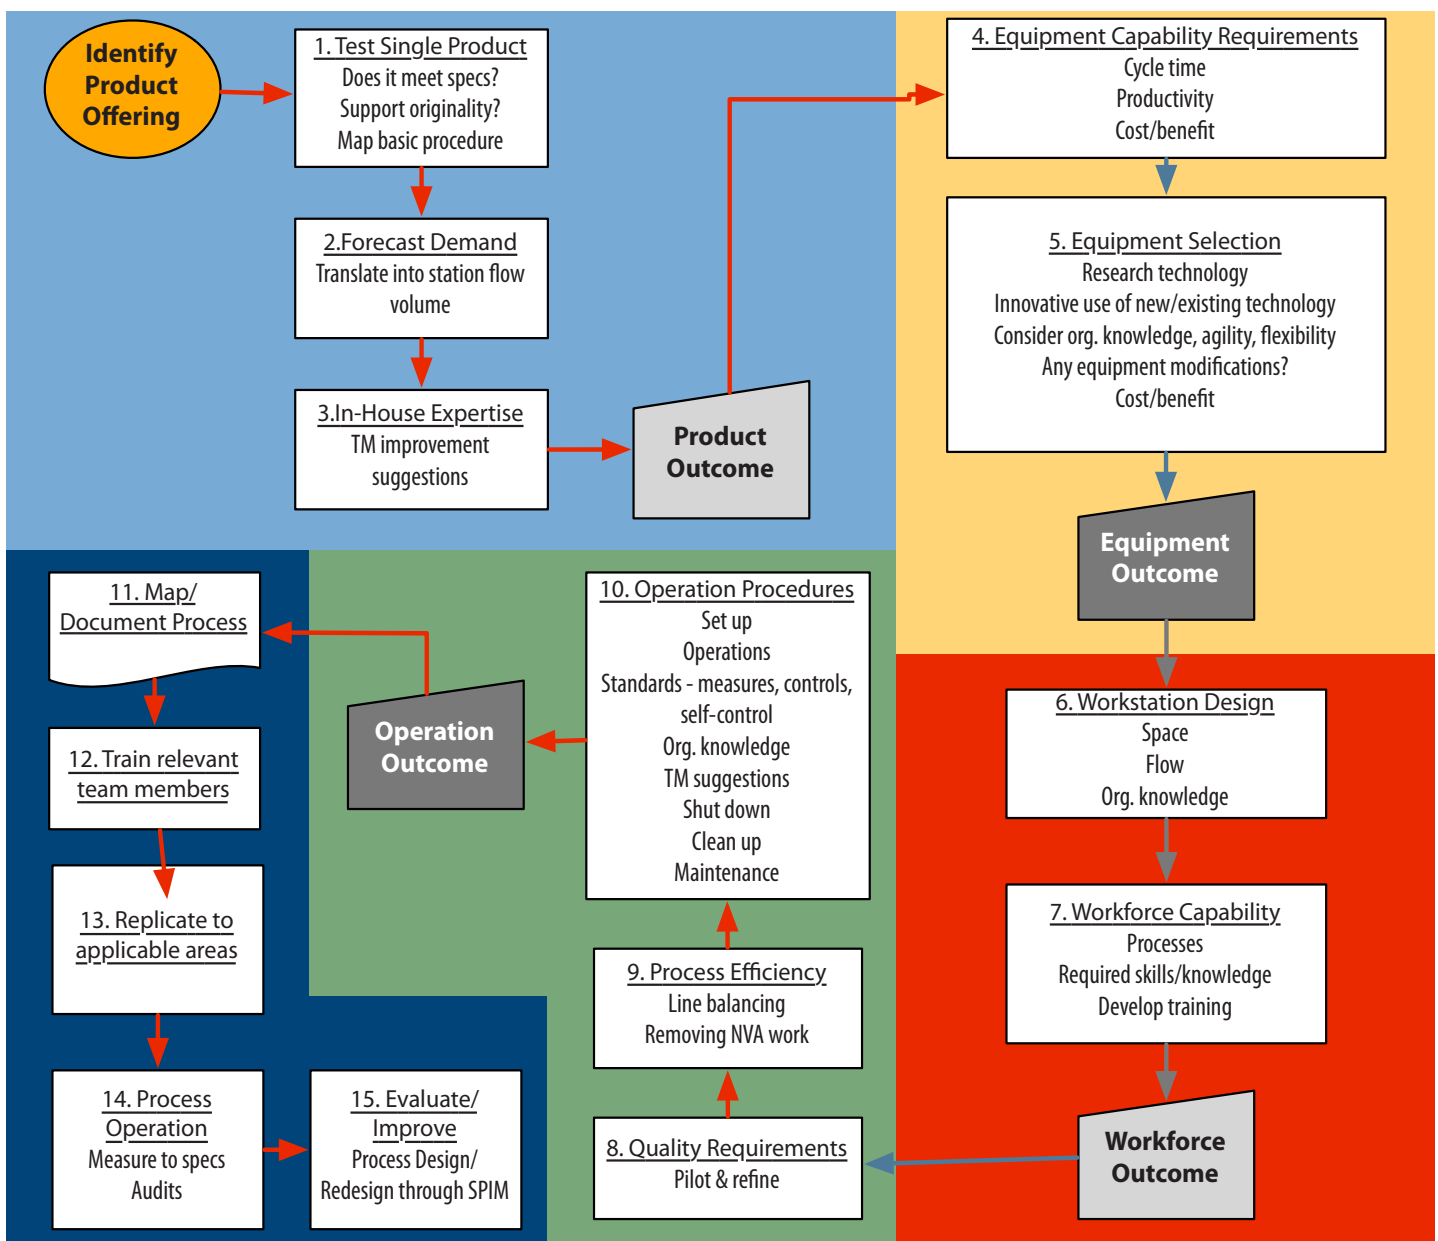 Identify
Product
Offering
1. Test Single Product
Does it meet specs?
Support originality?
Map basic procedure
2.Forecast Demand
Translate into station flow
volume
3.In-House Expertise
TM improvement
suggestions
Product
Outcome
4. Equipment Capability Requirements
Cycle time
Productivity
Cost/benefit
5. Equipment Selection
Research technology
Innovative use of new/existing technology
Consider org. knowledge, agility, flexibility
Any equipment modifications?
Cost/benefit
Equipment
Outcome
6. Workstation Design
Space
Flow
Org. knowledge
7. Workforce Capability
Processes
Required skills/knowledge
Develop training
Workforce
Outcome
8. Quality Requirements
Pilot & refine
9. Process Efficiency
Line balancing
Removing NVA work
10. Operation Procedures
Set up
Operations
Standards - measures, controls,
self-control
Org. knowledge
TM suggestions
Shut down
Clean up
Maintenance
Operation
Outcome
11. Map/
Document Process
12. Train relevant
team members
13. Replicate to
applicable areas
14. Process
Operation
Measure to specs
Audits
15. Evaluate/
Improve
Process Design/
Redesign through SPIM